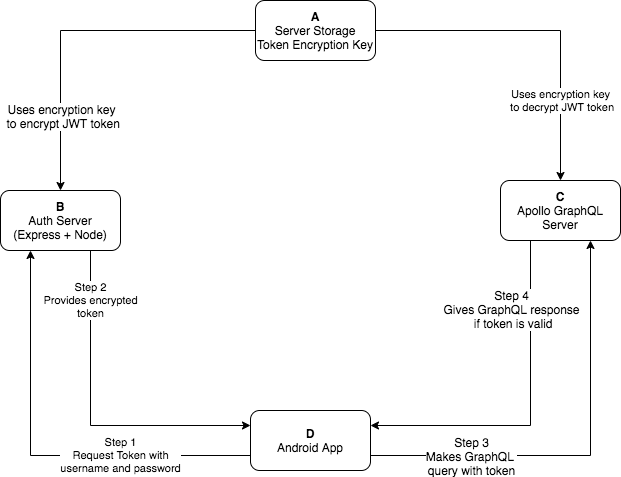 A
Server Storage
Token Encryption Key
Uses encryption key
to encrypt JWT token
Uses encryption key
to decrypt JWT token
B
Auth Server
(Express + Node)
C
Apollo GraphQL
Server
Step 2
Provides encrypted
token
Step 4
Gives GraphQL response
if token is valid
D
Android App
Step 1
Request Token with
username and password
Step 3
Makes GraphQL
query with token